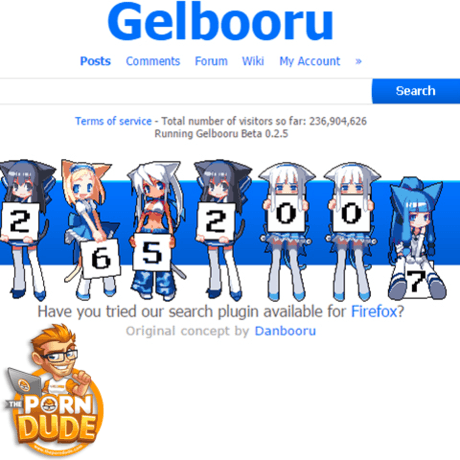 Gelbooru
Posts Comments Forum Wiki My Account »
Search
Terms of service - Total number of visitors so far: 236,904,626
Running Gelbooru Beta 0.2.5
2 6 5 2 0 0 7
Have you tried our search plugin available for Firefox?
Original concept by Danbooru
THE PORN
DUDE